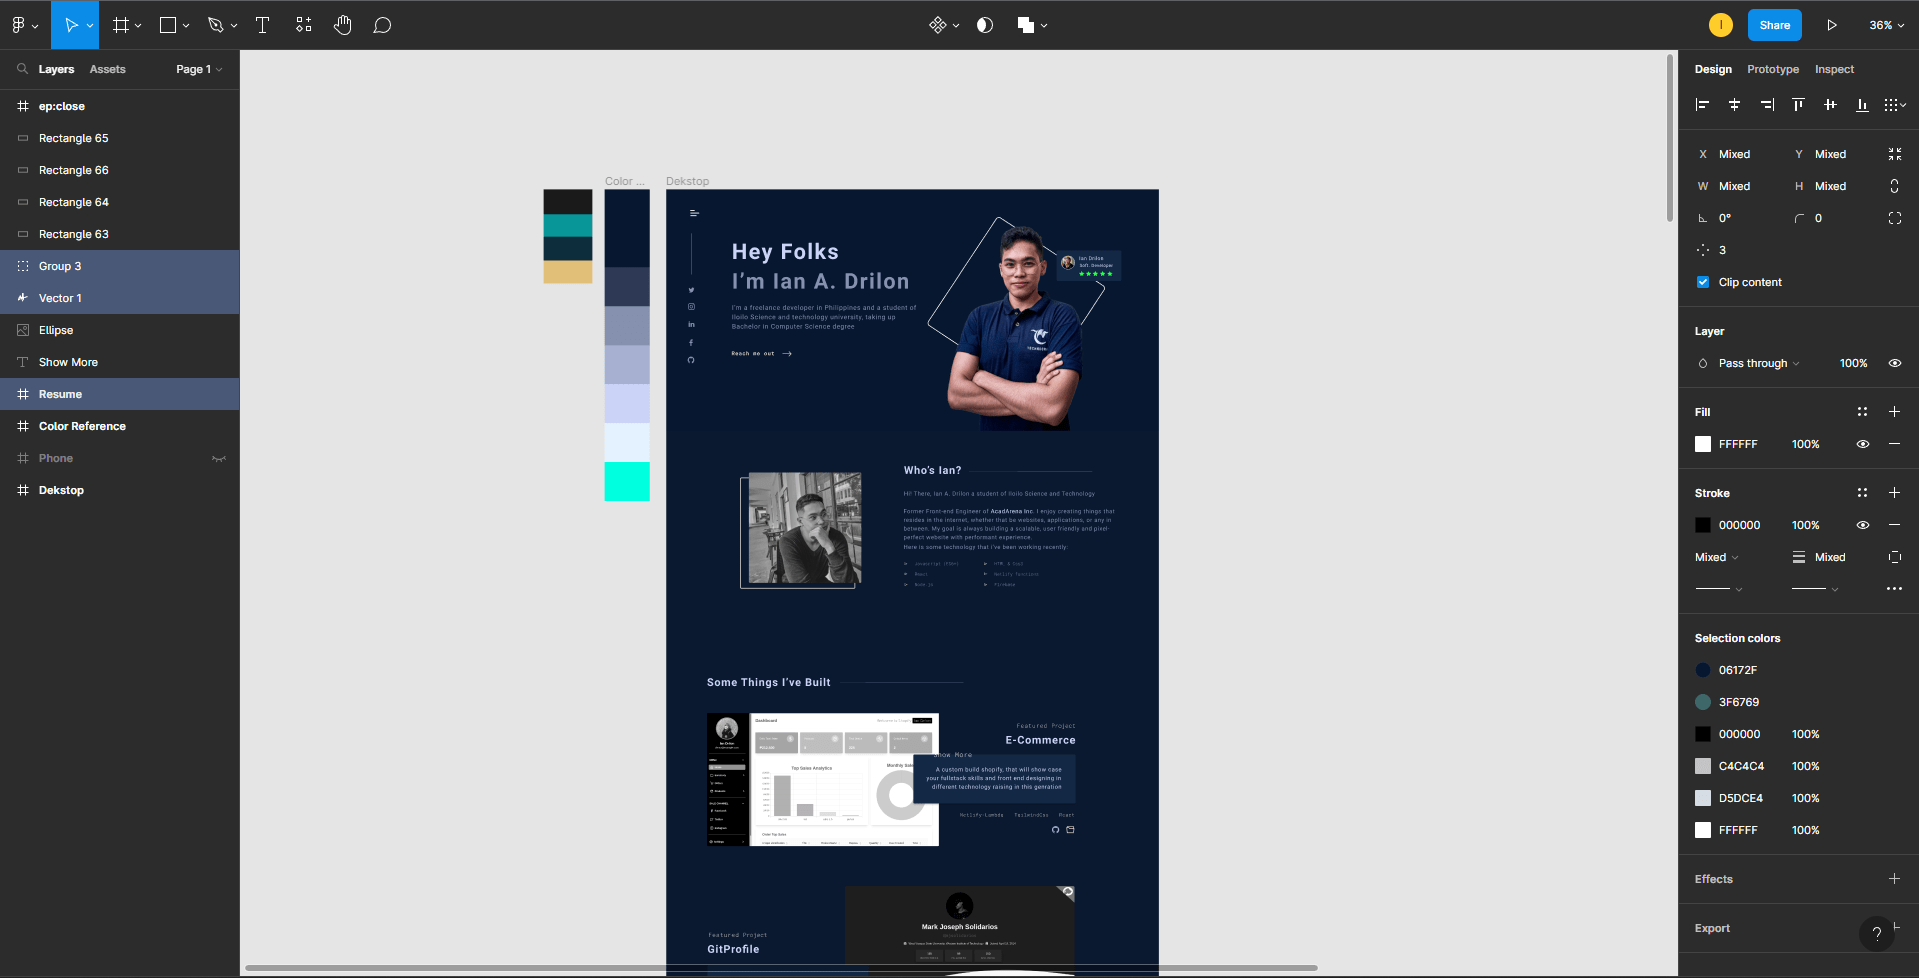 Share
36%
Layers
Assets
Page 1
ep:close
Rectangle 65
Rectangle 66
Rectangle 64
Rectangle 63
Group 3
Vector 1
Ellipse
Show More
Resume
Color Reference
Phone
Dekstop
Color ...
Dekstop
Hey Folks
I'm Ian A. Drilon
I'm a freelance developer in Philippines and a student of
Iloilo Science and technology university, taking up
Bachelor in Computer Science degree
Reach me out
Ian Drilon
Soft. Developer
Who's Ian?
Hi! There, Ian A. Drilon a student of Iloilo Science and Technology
Former Front-end Engineer of AcadArena Inc. I enjoy creating things that
resides in the internet, whether that be websites, applications, or any in
between. My goal is always building a scalable, user friendly and pixel-
perfect website with performant experience.
Here is some technology that I've been working recently:
Javascript (ES6+)
HTML & Sass
React
Netlify functions
Node js
Firebase
Some Things I've Built
Dashboard
Ian Drilon
Top Sales Analytics
Monthly Sal
Featured Project
E-Commerce
Show More
A custom build shopify, that will show case
your fullstack skills and front end designing in
different technology raising in this genration
Netlify-Lambda
TailwindCss
Featured Project
GitProfile
Mark Joseph Solidarios
Design
Prototype
Inspect
X Mixed
Y Mixed
W Mixed
H Mixed
0°
0
3
Clip content
Layer
Pass through
100%
Fill
FFFFFF
100%
Stroke
000000
100%
Mixed
Mixed
Selection colors
06172F
3F6769
000000
100%
C4C4C4
100%
D5DCE4
100%
FFFFFF
100%
Effects
Export
?